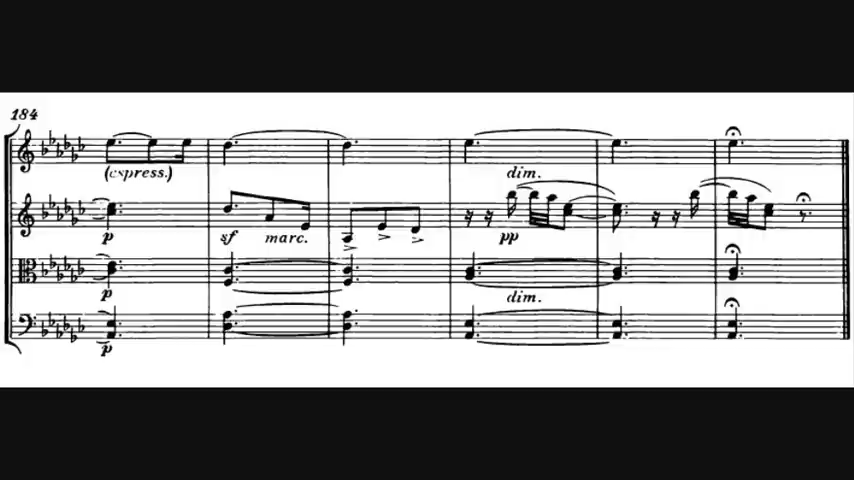 184
(espress.)
dim.
p sf marc. pp
p dim.
p